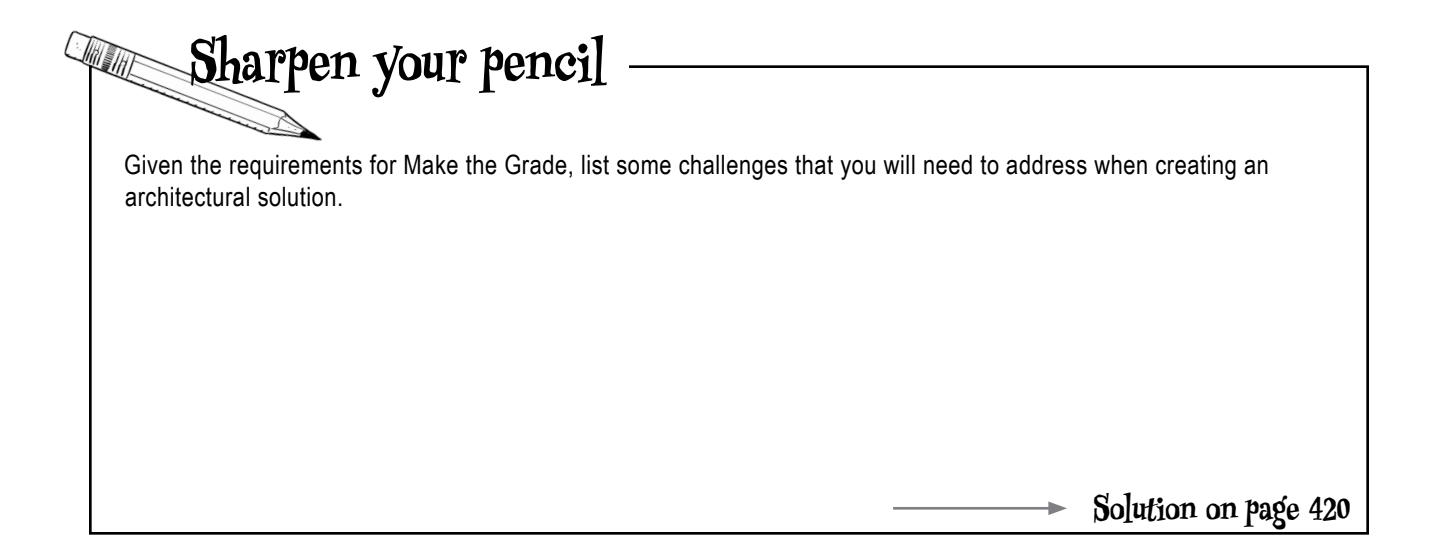 Sharpen your pencil
Given the requirements for Make the Grade, list some challenges that you will need to address when creating an
architectural solution.
Solution on page 420